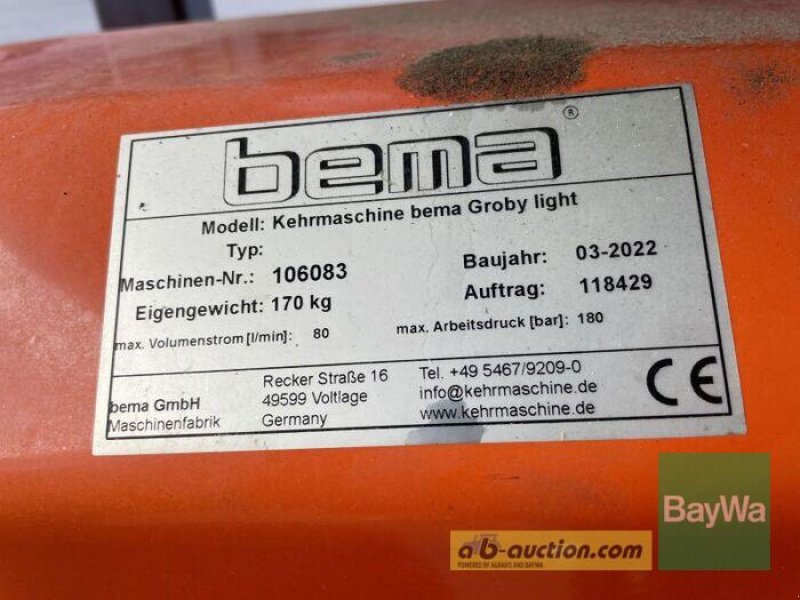 bema ®
Modell: Kehrmaschine bema Groby light
Typ:
Maschinen-Nr.: 106083
Baujahr: 03-2022
Eigengewicht: 170 kg
Auftrag: 118429
max. Volumenstrom [l/min]: 80
max. Arbeitsdruck [bar]: 180
bema GmbH
Maschinenfabrik
Recker Straße 16
49599 Voltlage
Germany
Tel. +49 5467/9209-0
info@kehrmaschine.de
www.kehrmaschine.de
CE
BayWa
ab-auction.com
POWERED BY AGRAVIS AND BAYWA